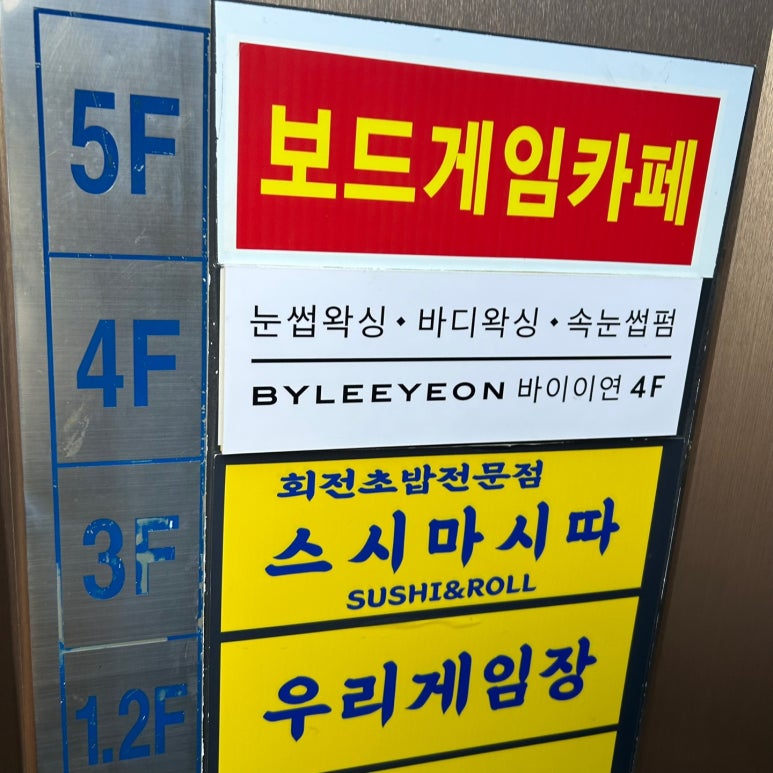 5F
보드게임카페
4F
눈썹왁싱·바디왁싱·속눈썹펌
BYLEEYEON 바이이연 4F
3F
회전초밥전문점
스시마시따
SUSHI&ROLL
1.2F
우리게임장